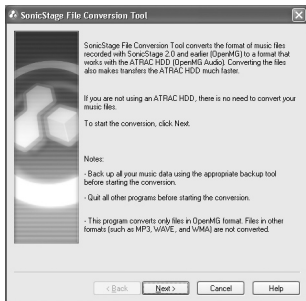 SonicStage File Conversion Tool
SonicStage File Conversion Tool converts the format of music files
recorded with SonicStage 2.0 and earlier (OpenMG) to a format that
works with the ATRAC HDD (OpenMG Audio). Converting the files
also makes transfers the ATRAC HDD much faster.
If you are not using an ATRAC HDD, there is no need to convert your
music files.
To start the conversion, click Next.
Notes:
- Back up all your music data using the appropriate backup tool
before starting the conversion.
- Quit all other programs before starting the conversion.
- This program converts only files in OpenMG format. Files in other
formats (such as MP3, WAVE, and WMA) are not converted.
< Back Next > Cancel Help